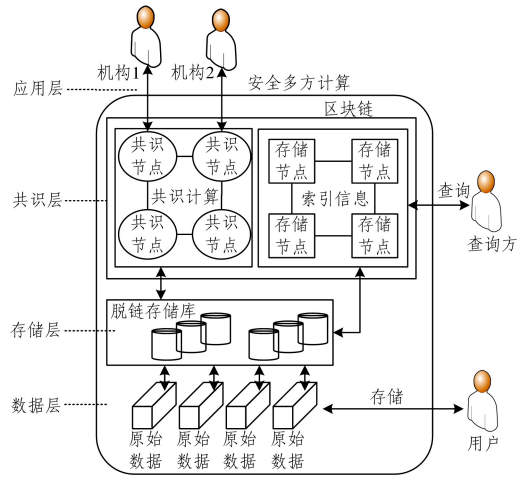 机构1
机构2
应用层
安全多方计算
区块链
共识
节点
共识
节点
存储
节点
存储
节点
共识层
共识计算
索引信息
查询
共识
节点
共识
节点
存储
节点
存储
节点
查询方
脱链存储库
存储层
数据层
存储
原始
数据
原始
数据
原始
数据
原始
数据
用户